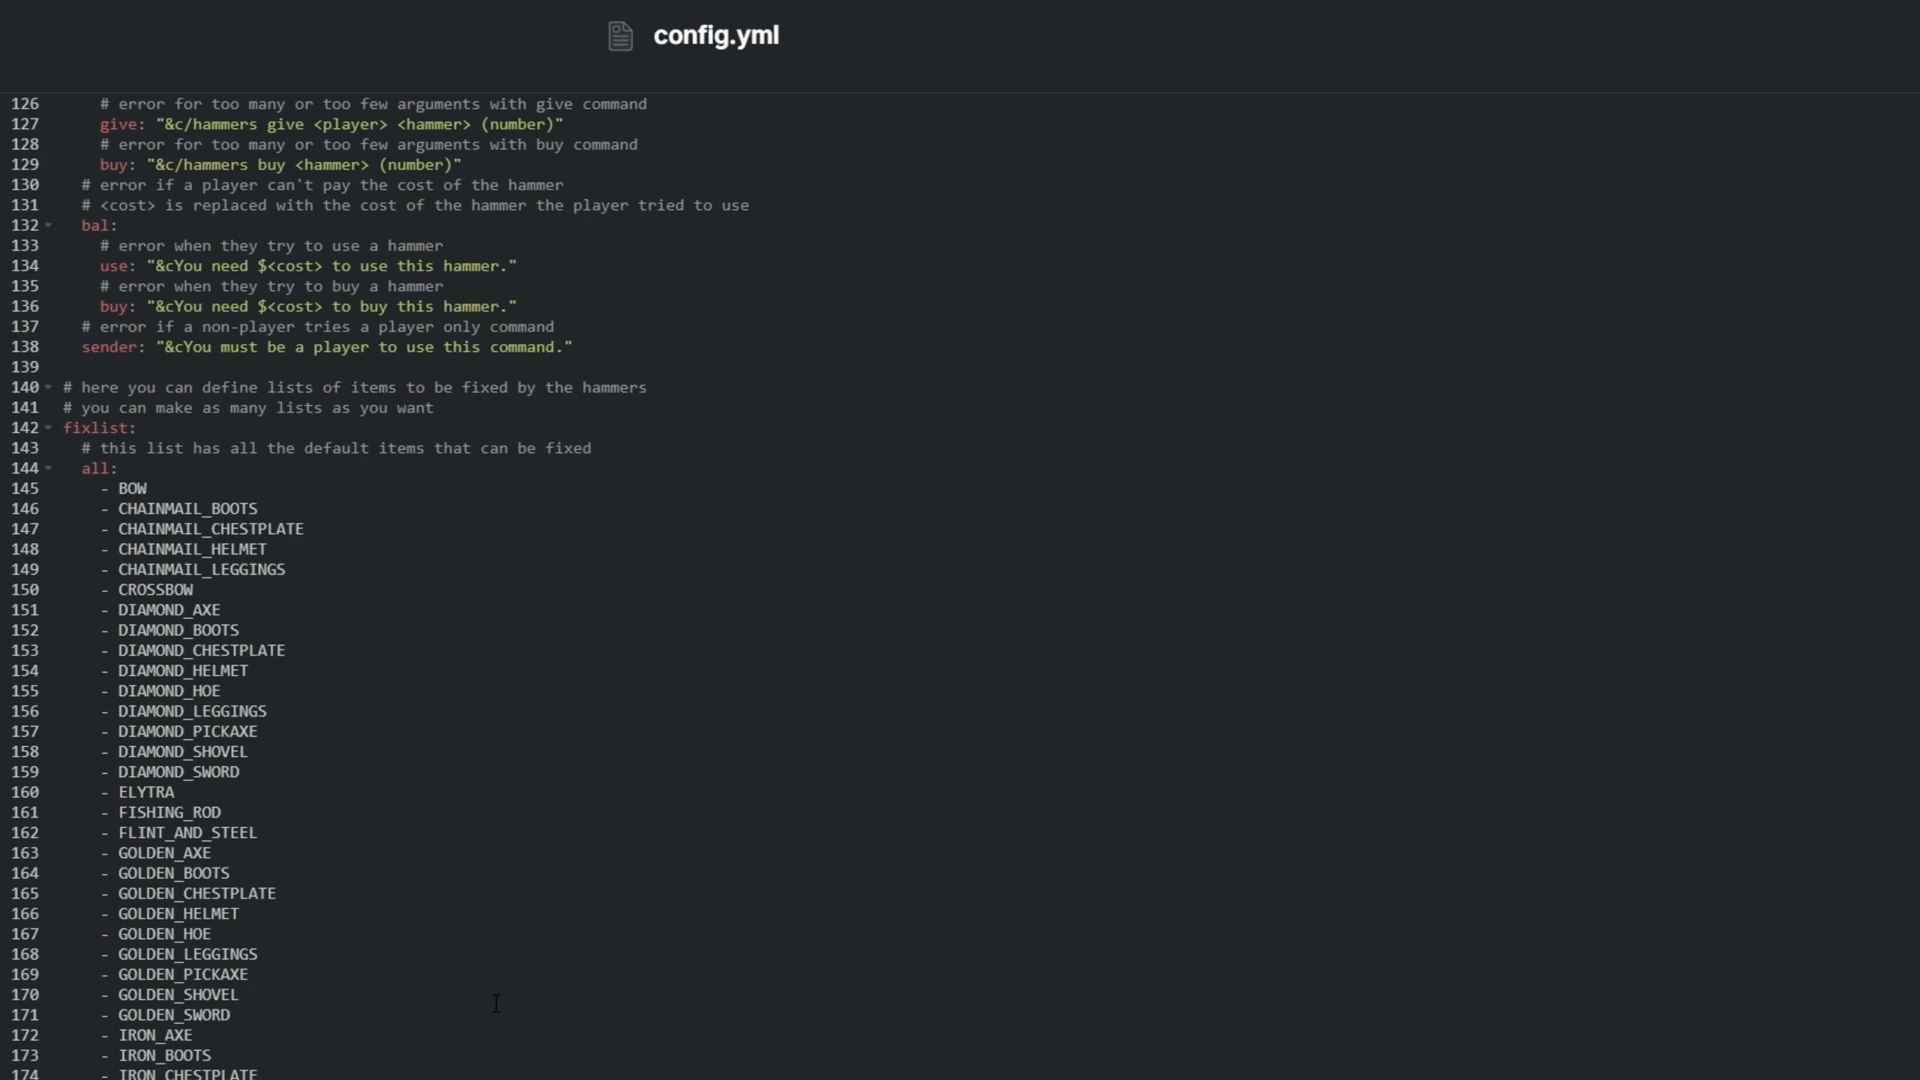 config.yml
126 # error for too many or too few arguments with give command
127 give: "&c/hammers give <player> <hammer> (number)"
128 # error for too many or too few arguments with buy command
129 buy: "&c/hammers buy <hammer> (number)"
130 # error if a player can't pay the cost of the hammer
131 # <cost> is replaced with the cost of the hammer the player tried to use
132 bal:
133 # error when they try to use a hammer
134 use: "&cYou need $<cost> to use this hammer."
135 # error when they try to buy a hammer
136 buy: "&cYou need $<cost> to buy this hammer."
137 # error if a non-player tries a player only command
138 sender: "&cYou must be a player to use this command."
139
140 # here you can define lists of items to be fixed by the hammers
141 # you can make as many lists as you want
142 fixlist:
143 # this list has all the default items that can be fixed
144 all:
145 - BOW
146 - CHAINMAIL_BOOTS
147 - CHAINMAIL_CHESTPLATE
148 - CHAINMAIL_HELMET
149 - CHAINMAIL_LEGGINGS
150 - CROSSBOW
151 - DIAMOND_AXE
152 - DIAMOND_BOOTS
153 - DIAMOND_CHESTPLATE
154 - DIAMOND_HELMET
155 - DIAMOND_HOE
156 - DIAMOND_LEGGINGS
157 - DIAMOND_PICKAXE
158 - DIAMOND_SHOVEL
159 - DIAMOND_SWORD
160 - ELYTRA
161 - FISHING_ROD
162 - FLINT_AND_STEEL
163 - GOLDEN_AXE
164 - GOLDEN_BOOTS
165 - GOLDEN_CHESTPLATE
166 - GOLDEN_HELMET
167 - GOLDEN_HOE
168 - GOLDEN_LEGGINGS
169 - GOLDEN_PICKAXE
170 - GOLDEN_SHOVEL
171 - GOLDEN_SWORD
172 - IRON_AXE
173 - IRON_BOOTS
174 - IRON_CHESTPLATE